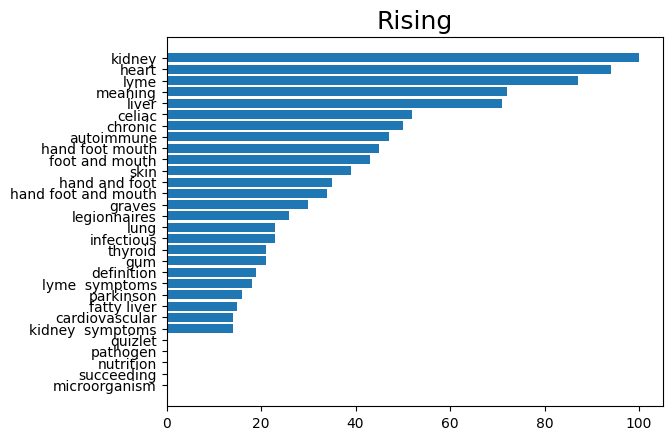 Rising
kidney
heart
lyme
meaning
liver
celiac
chronic
autoimmune
hand foot mouth
foot and mouth
skin
hand and foot
hand foot and mouth
graves
legionnaires
lung
infectious
thyroid
gum
definition
lyme  symptoms
parkinson
fatty liver
cardiovascular
kidney  symptoms
quizlet
pathogen
nutrition
succeeding
microorganism
0 20 40 60 80 100